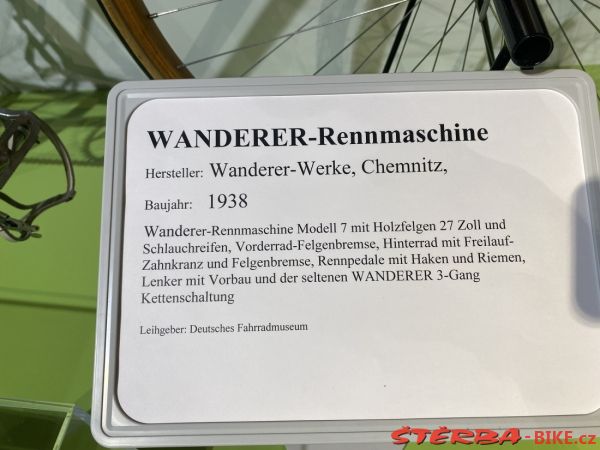 WANDERER-Rennmaschine
Hersteller: Wanderer-Werke, Chemnitz,
Baujahr: 1938
Wanderer-Rennmaschine Modell 7 mit Holzfelgen 27 Zoll und
Schlauchreifen, Vorderrad-Felgenbremse, Hinterrad mit Freilauf-
Zahnkranz und Felgenbremse, Rennpedale mit Haken und Riemen,
Lenker mit Vorbau und der seltenen WANDERER 3-Gang
Kettenschaltung
Leihgeber: Deutsches Fahrradmuseum
ŠTĚRBA-BIKE.cz